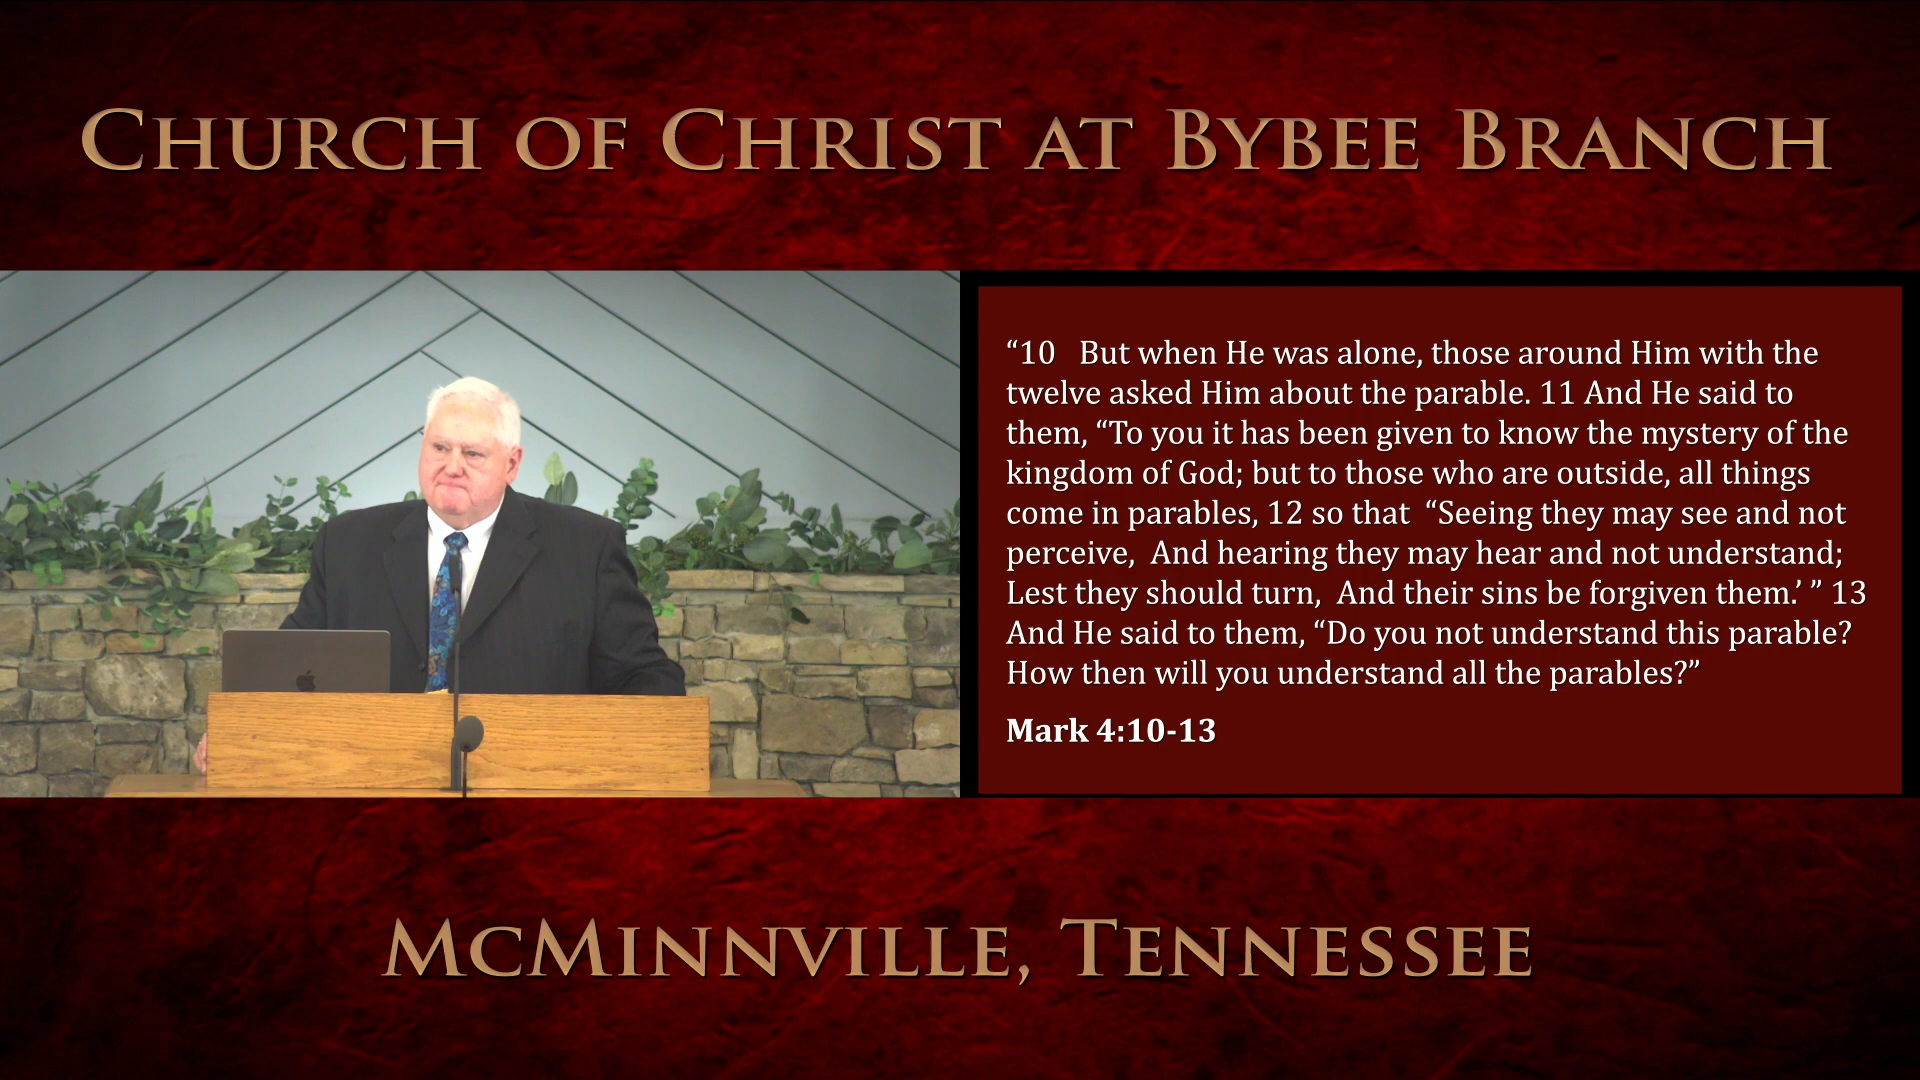 Church of Christ at Bybee Branch
“10   But when He was alone, those around Him with the
twelve asked Him about the parable. 11 And He said to
them, “To you it has been given to know the mystery of the
kingdom of God; but to those who are outside, all things
come in parables, 12 so that  “Seeing they may see and not
perceive,  And hearing they may hear and not understand;
Lest they should turn,  And their sins be forgiven them.’ ” 13
And He said to them, “Do you not understand this parable?
How then will you understand all the parables?”
Mark 4:10-13
McMinnville, Tennessee